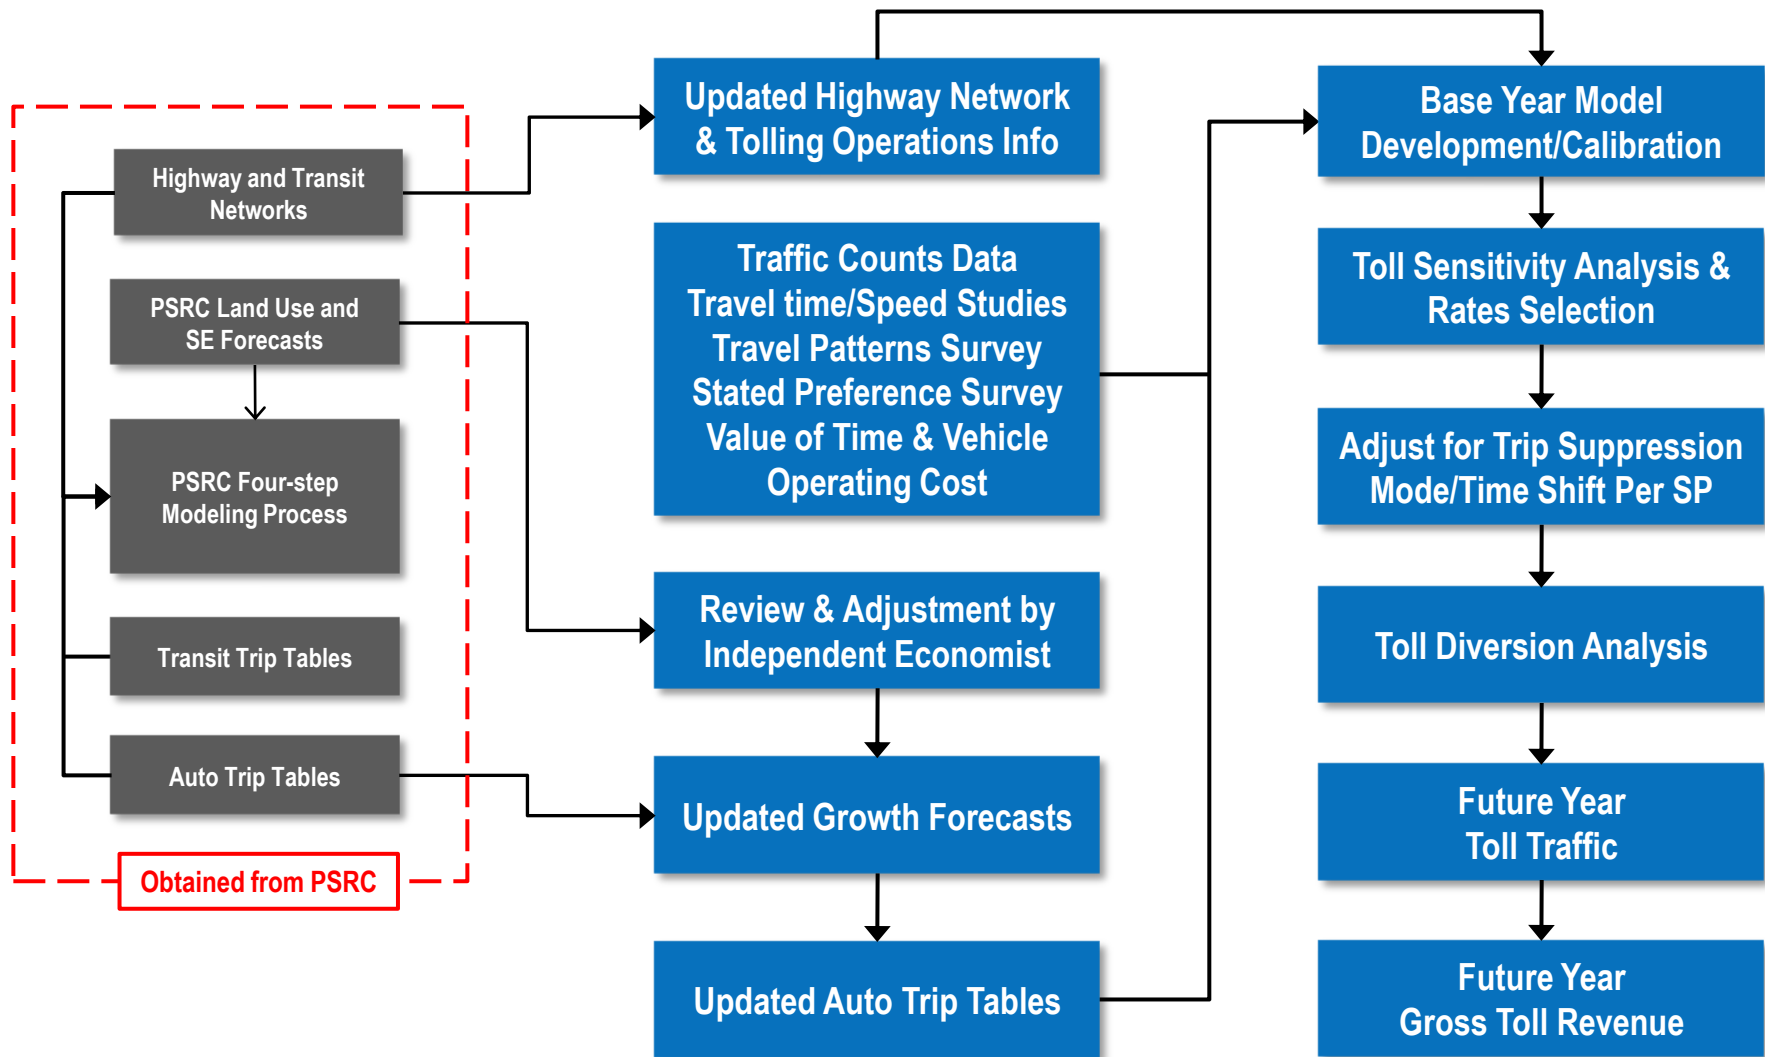 Highway and Transit
Networks
PSRC Land Use and
SE Forecasts
PSRC Four-step
Modeling Process
Transit Trip Tables
Auto Trip Tables
Obtained from PSRC
Updated Highway Network
& Tolling Operations Info
Traffic Counts Data
Travel time/Speed Studies
Travel Patterns Survey
Stated Preference Survey
Value of Time & Vehicle
Operating Cost
Review & Adjustment by
Independent Economist
Updated Growth Forecasts
Updated Auto Trip Tables
Base Year Model
Development/Calibration
Toll Sensitivity Analysis &
Rates Selection
Adjust for Trip Suppression
Mode/Time Shift Per SP
Toll Diversion Analysis
Future Year
Toll Traffic
Future Year
Gross Toll Revenue